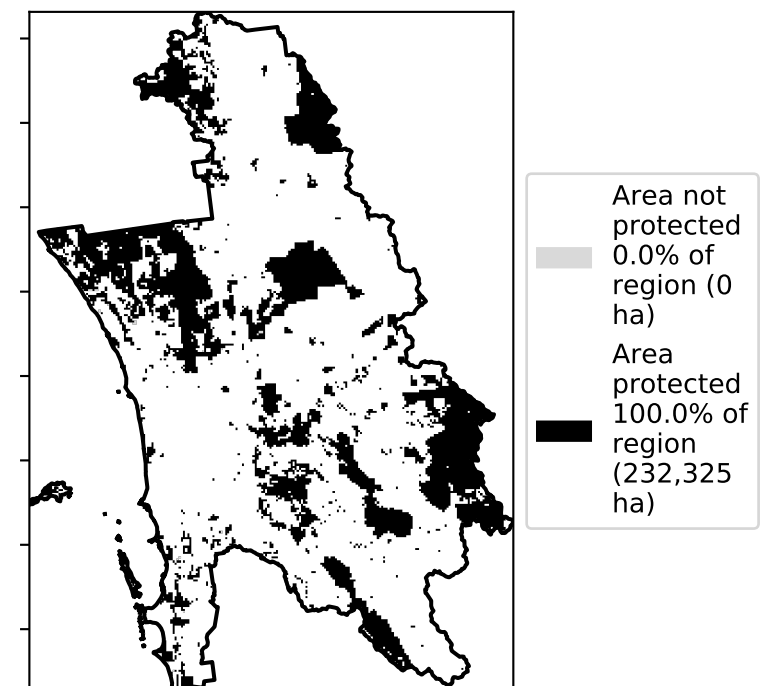 Area not
protected
0.0% of
region (0
ha)
Area
protected
100.0% of
region
(232,325
ha)